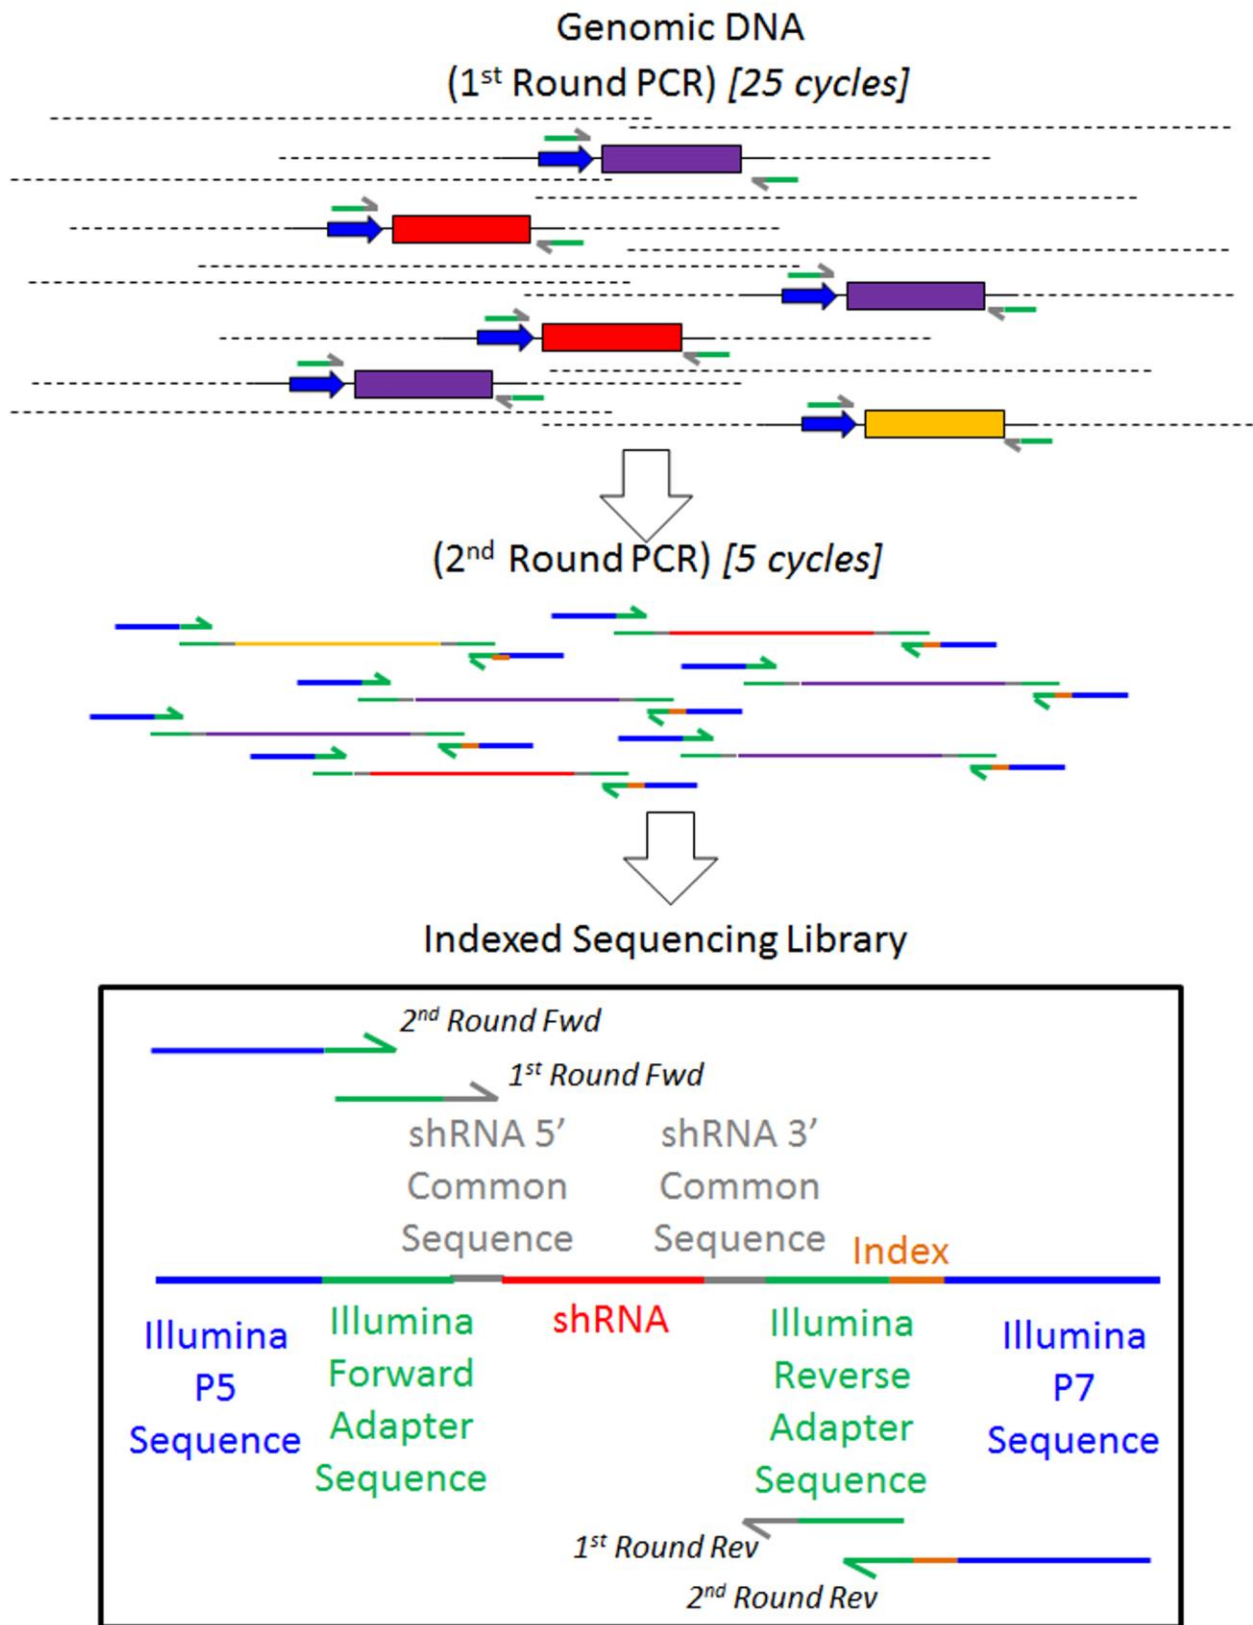 Genomic DNA
(1st Round PCR) [25 cycles]
(2nd Round PCR) [5 cycles]
Indexed Sequencing Library
2nd Round Fwd
1st Round Fwd
shRNA 5’
Common
Sequence
shRNA 3’
Common
Sequence
Index
Illumina
P5
Sequence
Illumina
Forward
Adapter
Sequence
shRNA
Illumina
Reverse
Adapter
Sequence
Illumina
P7
Sequence
1st Round Rev
2nd Round Rev